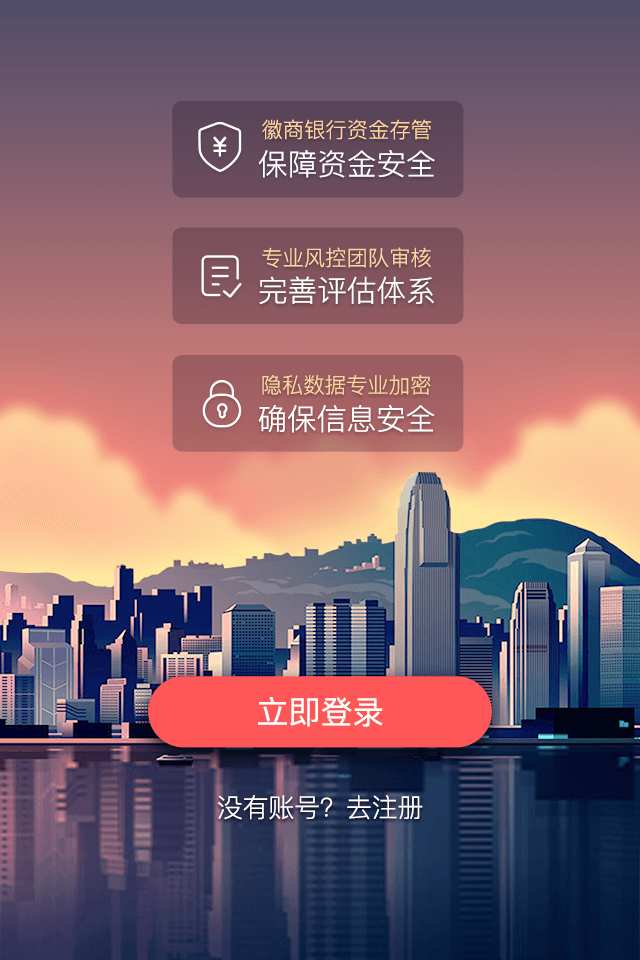 徽商银行资金存管
保障资金安全
专业风控团队审核
完善评估体系
隐私数据专业加密
确保信息安全
立即登录
没有账号？去注册